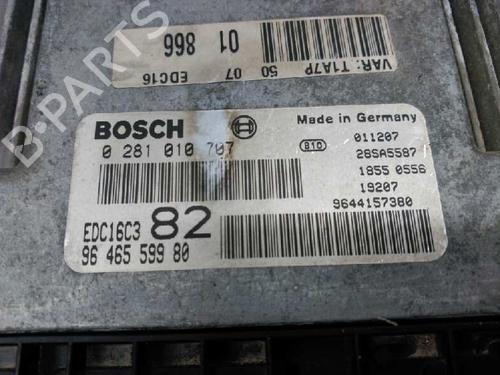 01 866
50 07
EDC16
VAR: T1A7P
BOSCH
Made in Germany
0 281 010 707
810
011207
28SA5587
1855 0556
19207
9644157380
EDC16C3 82
96 465 599 80
B-PARTS